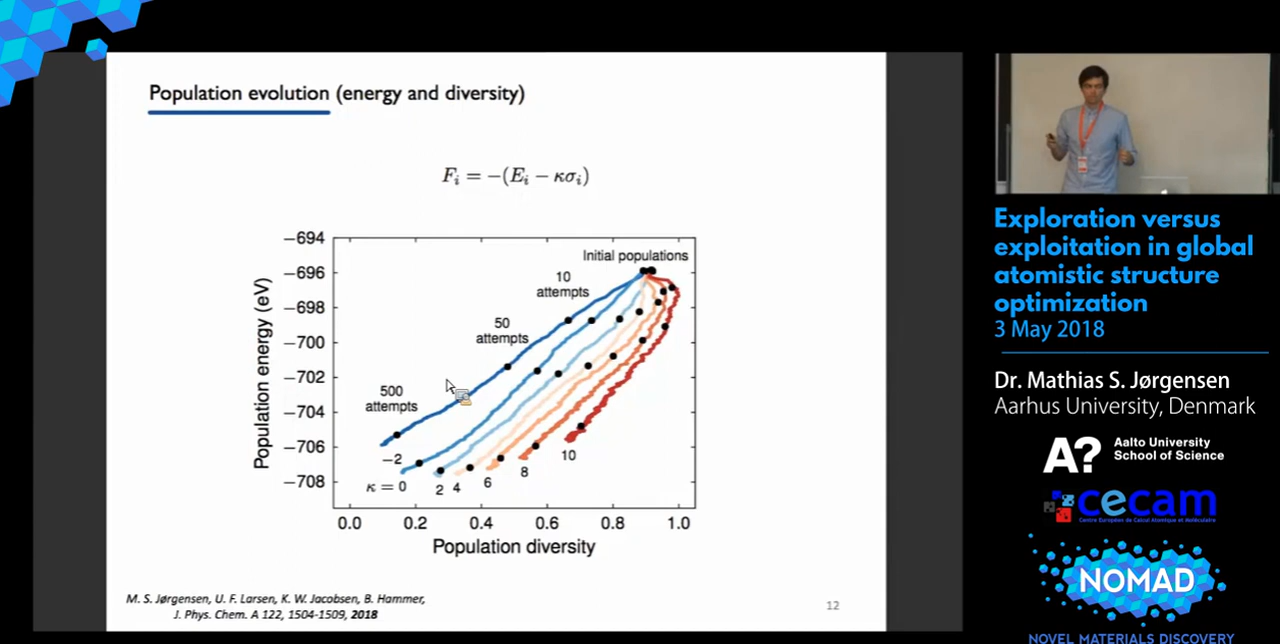 Population evolution (energy and diversity)
F_i = −(E_i − κσ_i)
−694
−696
−698
−700
−702
−704
−706
−708
Population energy (eV)
Initial populations
10
attempts
50
attempts
500
attempts
−2
κ = 0
2
4
6
8
10
0.0
0.2
0.4
0.6
0.8
1.0
Population diversity
M. S. Jørgensen, U. F. Larsen, K. W. Jacobsen, B. Hammer,
J. Phys. Chem. A 122, 1504-1509, 2018
12
Exploration versus
exploitation in global
atomistic structure
optimization
3 May 2018
Dr. Mathias S. Jørgensen
Aarhus University, Denmark
A?
Aalto University
School of Science
cecam
Centre Européen de Calcul Atomique et Moléculaire
NOMAD
NOVEL MATERIALS DISCOVERY